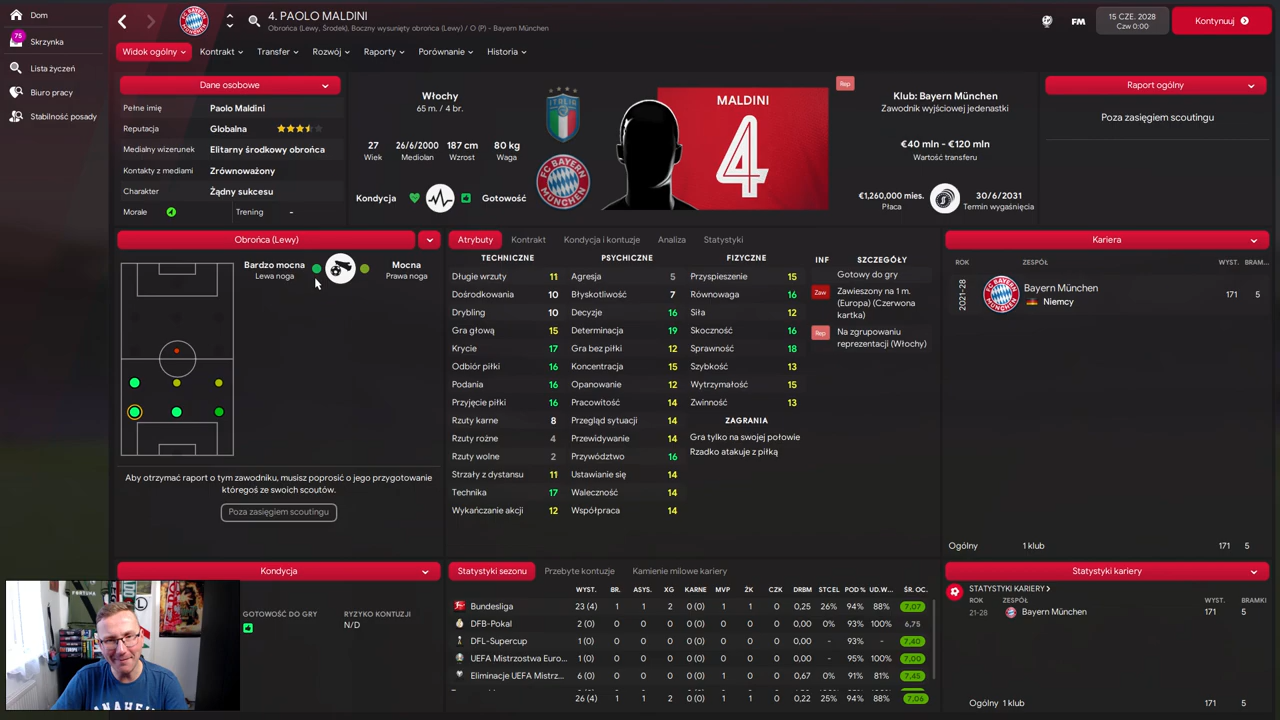 Dom
75
Skrzynka
Lista życzeń
Biuro pracy
Stabilność posady
4. PAOLO MALDINI
Obrońca (Lewy, Środek), Boczny wysunięty obrońca (Lewy) / O (P) - Bayern München
FM
15 CZE. 2028
Czw 0:00
Kontynuuj
Widok ogólny
Kontrakt
Transfer
Rozwój
Raporty
Porównanie
Historia
Dane osobowe
Pełne imię Paolo Maldini
Reputacja Globalna
Medialny wizerunek Elitarny środkowy obrońca
Kontakty z mediami Zrównoważony
Charakter Żądny sukcesu
Morale Trening -
Włochy
65 m. / 4 br.
27 26/6/2000 187 cm 80 kg
Wiek Mediolan Wzrost Waga
Kondycja Gotowość
ITALIA
FC BAYERN
MÜNCHEN
MALDINI
4
Rep
Klub: Bayern München
Zawodnik wyjściowej jedenastki
€40 mln - €120 mln
Wartość transferu
€1,260,000 mies. 30/6/2031
Płaca Termin wygaśnięcia
Raport ogólny
Poza zasięgiem scoutingu
Obrońca (Lewy)
Bardzo mocna Mocna
Lewa noga Prawa noga
Aby otrzymać raport o tym zawodniku, musisz poprosić o jego przygotowanie
któregoś ze swoich scoutów.
Poza zasięgiem scoutingu
Atrybuty Kontrakt Kondycja i kontuzje Analiza Statystyki
TECHNICZNE PSYCHICZNE FIZYCZNE
Długie wrzuty 11 Agresja 5 Przyspieszenie 15
Dośrodkowania 10 Błyskotliwość 7 Równowaga 16
Drybling 10 Decyzje 16 Siła 12
Gra głową 15 Determinacja 19 Skoczność 16
Krycie 17 Gra bez piłki 12 Sprawność 18
Odbiór piłki 16 Koncentracja 15 Szybkość 13
Podania 16 Opanowanie 12 Wytrzymałość 15
Przyjęcie piłki 16 Pracowitość 14 Zwinność 13
Rzuty karne 8 Przegląd sytuacji 14
Rzuty rożne 4 Przewidywanie 14
Rzuty wolne 2 Przywództwo 16
Strzały z dystansu 11 Ustawianie się 14
Technika 17 Waleczność 14
Wykańczanie akcji 12 Współpraca 14
ZAGRANIA
Gra tylko na swojej połowie
Rzadko atakuje z piłką
INF SZCZEGÓŁY
Gotowy do gry
Zaw Zawieszony na 1 m.
(Europa) (Czerwona
kartka)
Rep Na zgrupowaniu
reprezentacji (Włochy)
Kariera
ROK ZESPÓŁ WYST. BRAM...
2021-28 Bayern München 171 5
Niemcy
Ogólny 1 klub 171 5
Kondycja
GOTOWOŚĆ DO GRY RYZYKO KONTUZJI
N/D
Statystyki sezonu Przebyte kontuzje Kamienie milowe kariery
WYST. BR. ASYS. XG KARNE MVP ŻK CZK DRBM STCEL POD % UD.W... ŚR. OC.
Bundesliga 23 (4) 1 1 2 0 (0) 1 1 0 0,25 26% 94% 88% 7,07
DFB-Pokal 2 (0) 0 0 0 0 (0) 0 0 0 0,00 0% 93% 100% 6,75
DFL-Supercup 1 (0) 0 0 0 0 (0) 0 0 0 0,00 - 93% - 7,40
UEFA Mistrzostwa Euro... 1 (0) 0 0 0 0 (0) 0 0 0 0,00 - 95% 100% 7,00
Eliminacje UEFA Mistrz... 6 (0) 0 0 0 0 (0) 1 0 0 0,67 0% 91% 81% 7,45
26 (4) 1 1 2 0 (0) 1 1 0 0,22 25% 94% 88% 7,06
Statystyki kariery
STATYSTYKI KARIERY
ROK ZESPÓŁ WYST. BRAMKI
21-28 Bayern München 171 5
Ogólny 1 klub 171 5
FORTUNA
ANAHEIM